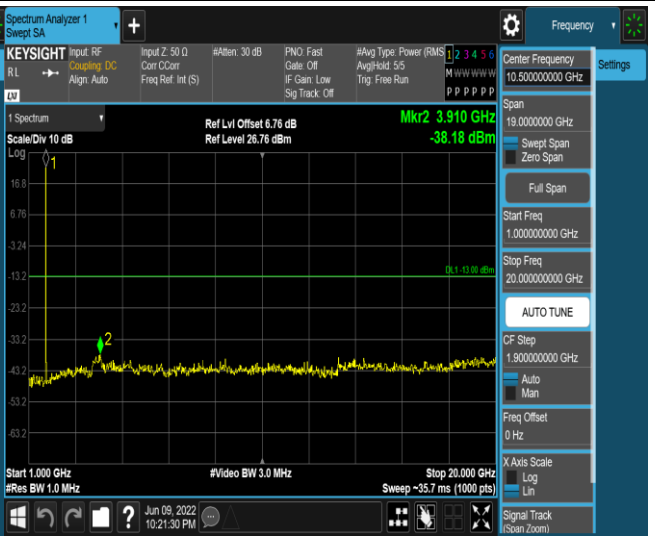 Spectrum Analyzer 1
Swept SA
+
Frequency
KEYSIGHT
R L
LXI
Input: RF
Coupling: DC
Align: Auto
Input Z: 50 Ω
Corr CCorr
Freq Ref: Int (S)
#Atten: 30 dB
PNO: Fast
Gate: Off
IF Gain: Low
Sig Track: Off
#Avg Type: Power (RMS
Avg|Hold: 5/5
Trig: Free Run
1 2 3 4 5 6
M W W W W W
P P P P P P
1 Spectrum
Scale/Div 10 dB
Log
Ref Lvl Offset 6.76 dB
Ref Level 26.76 dBm
Mkr2 3.910 GHz
-38.18 dBm
1
16.8
6.76
-3.24
-13.2
DL1 -13.00 dBm
-23.2
-33.2
2
-43.2
-53.2
-63.2
Start 1.000 GHz
#Res BW 1.0 MHz
#Video BW 3.0 MHz
Stop 20.000 GHz
Sweep ~35.7 ms (1000 pts)
Center Frequency
10.500000000 GHz
Settings
Span
19.0000000 GHz
Swept Span
Zero Span
Full Span
Start Freq
1.000000000 GHz
Stop Freq
20.000000000 GHz
AUTO TUNE
CF Step
1.900000000 GHz
Auto
Man
Freq Offset
0 Hz
X Axis Scale
Log
Lin
Signal Track
(Span Zoom)
?
Jun 09, 2022
10:21:30 PM